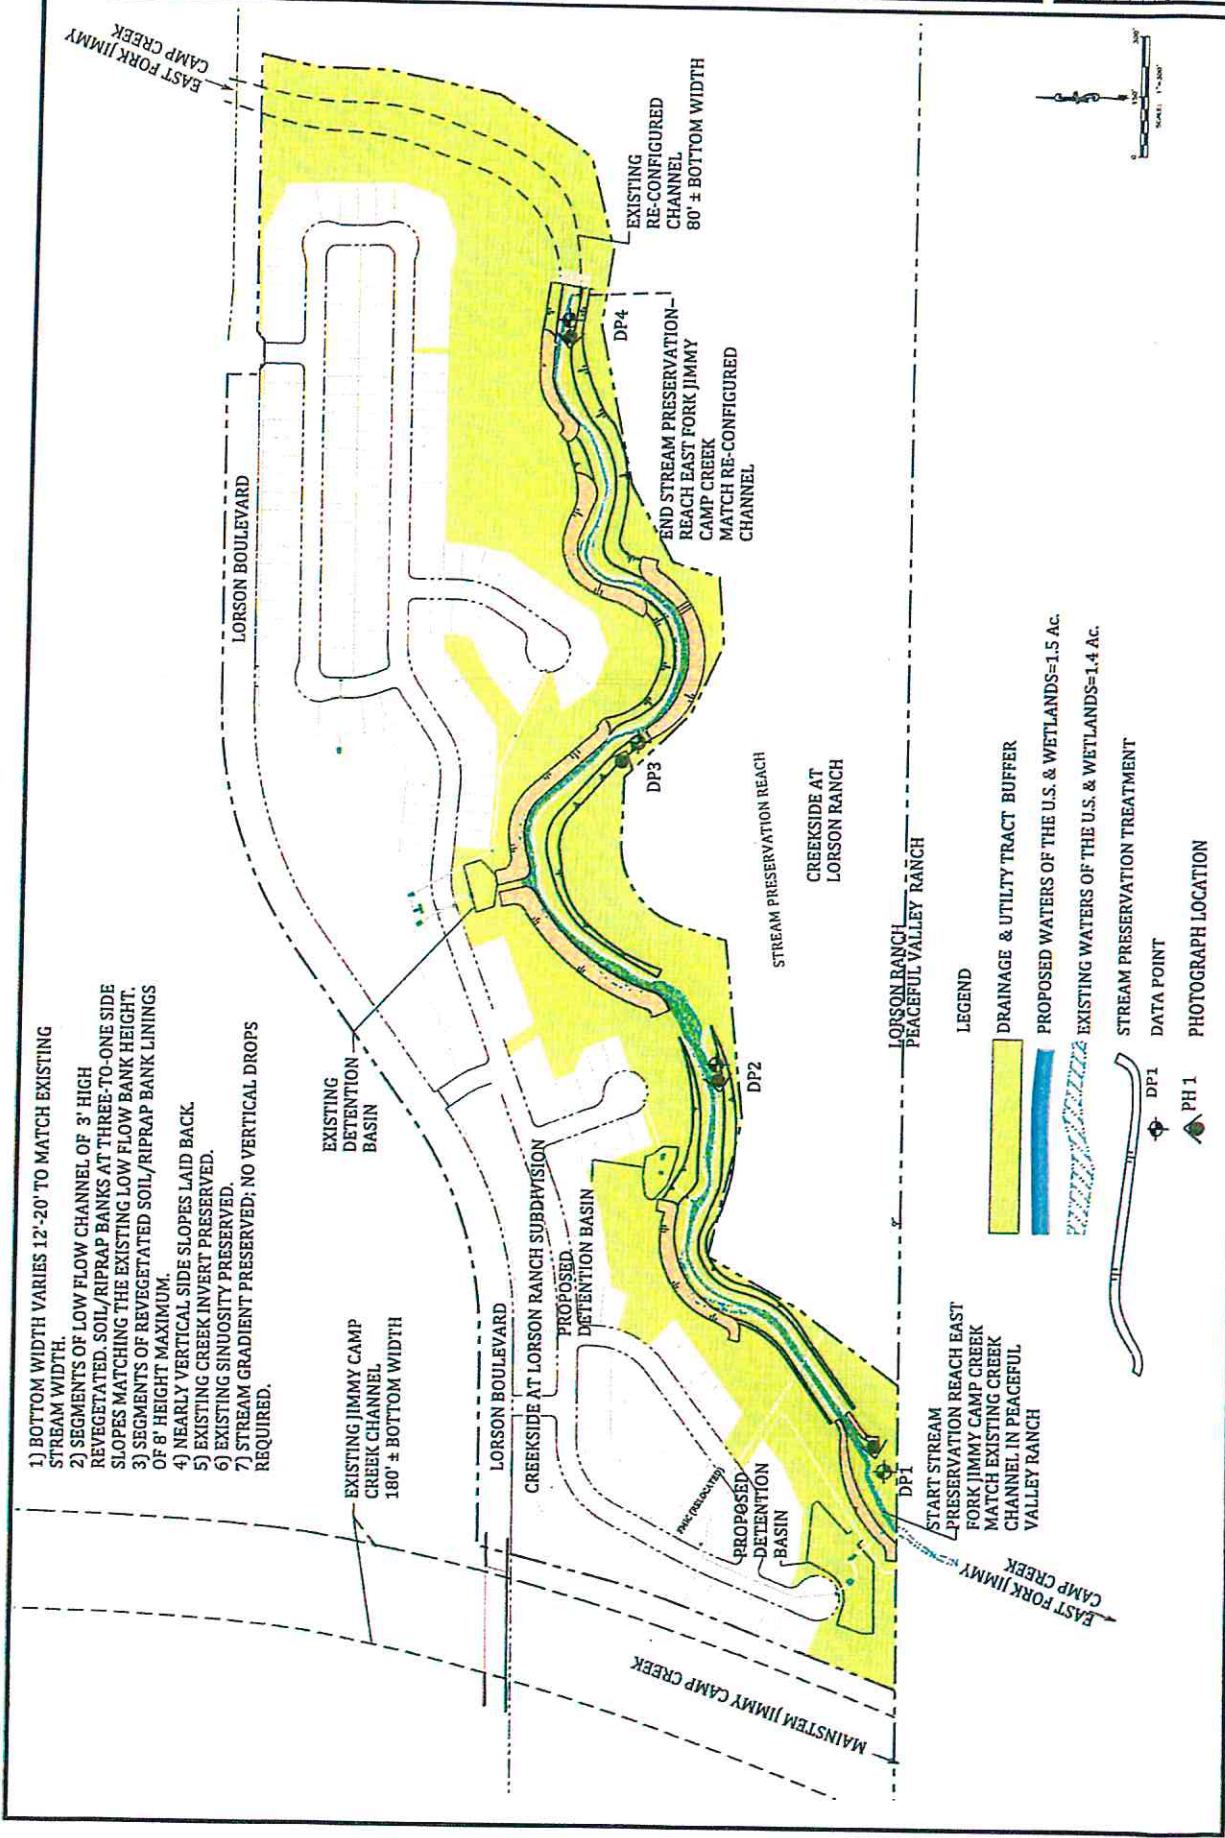 1) BOTTOM WIDTH VARIES 12'-20' TO MATCH EXISTING
STREAM WIDTH.
2) SEGMENTS OF LOW FLOW CHANNEL OF 3' HIGH
REVEGETATED. SOIL/RIPRAP BANKS AT THREE-TO-ONE SIDE
SLOPES MATCHING THE EXISTING LOW FLOW BANK HEIGHT.
3) SEGMENTS OF REVEGETATED SOIL/RIPRAP BANK LININGS
OF 8' HEIGHT MAXIMUM.
4) NEARLY VERTICAL SIDE SLOPES LAID BACK.
5) EXISTING CREEK INVERT PRESERVED.
6) EXISTING SINUOSITY PRESERVED.
7) STREAM GRADIENT PRESERVED; NO VERTICAL DROPS
REQUIRED.
EAST FORK JIMMY
CAMP CREEK
LORSON BOULEVARD
EXISTING
RE-CONFIGURED
CHANNEL
80' ± BOTTOM WIDTH
DP4
END STREAM PRESERVATION
REACH EAST FORK JIMMY
CAMP CREEK
MATCH RE-CONFIGURED
CHANNEL
EXISTING
DETENTION
BASIN
DP3
STREAM PRESERVATION REACH
CREEKSIDE AT
LORSON RANCH
DP2
EXISTING JIMMY CAMP
CREEK CHANNEL
180' ± BOTTOM WIDTH
LORSON BOULEVARD
CREEKSIDE AT LORSON RANCH SUBDIVISION
PROPOSED
DETENTION BASIN
FMIC (RELOCATED)
PROPOSED
DETENTION
BASIN
DP1
START STREAM
PRESERVATION REACH EAST
FORK JIMMY CAMP CREEK
MATCH EXISTING CREEK
CHANNEL IN PEACEFUL
VALLEY RANCH
EAST FORK JIMMY
CAMP CREEK
MAINSTEM JIMMY CAMP CREEK
LORSON RANCH
PEACEFUL VALLEY RANCH
LEGEND
DRAINAGE & UTILITY TRACT BUFFER
PROPOSED WATERS OF THE U.S. & WETLANDS=1.5 Ac.
EXISTING WATERS OF THE U.S. & WETLANDS=1.4 Ac.
STREAM PRESERVATION TREATMENT
DP1 DATA POINT
PH 1 PHOTOGRAPH LOCATION
0 150' 300'
SCALE: 1"=300'